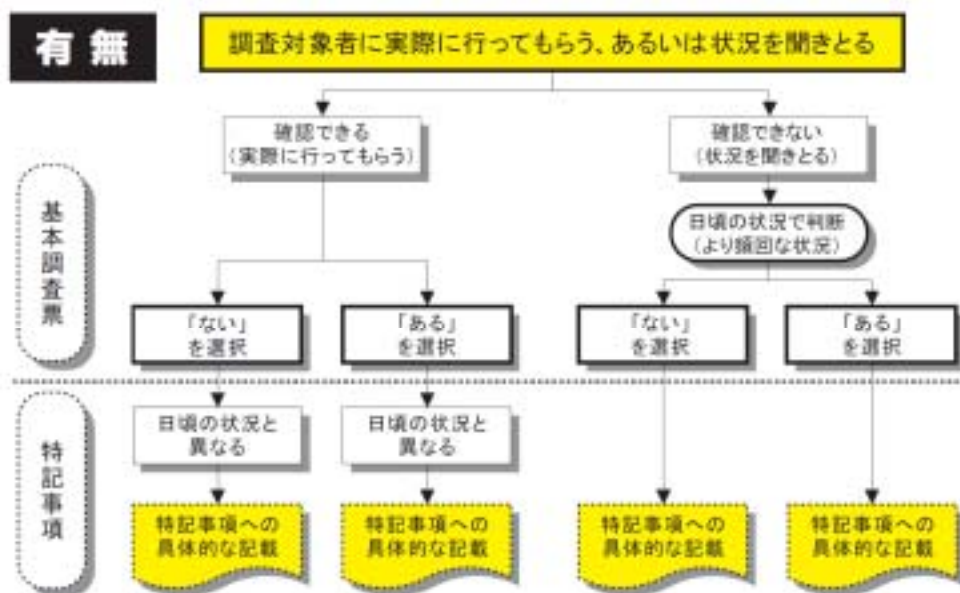 有無
調査対象者に実際に行ってもらう、あるいは状況を聞きとる
確認できる
（実際に行ってもらう）
確認できない
（状況を聞きとる）
基本調査票
日頃の状況で判断
（より頻回な状況）
「ない」
を選択
「ある」
を選択
「ない」
を選択
「ある」
を選択
特記事項
日頃の状況と
異なる
日頃の状況と
異なる
特記事項への
具体的な記載
特記事項への
具体的な記載
特記事項への
具体的な記載
特記事項への
具体的な記載